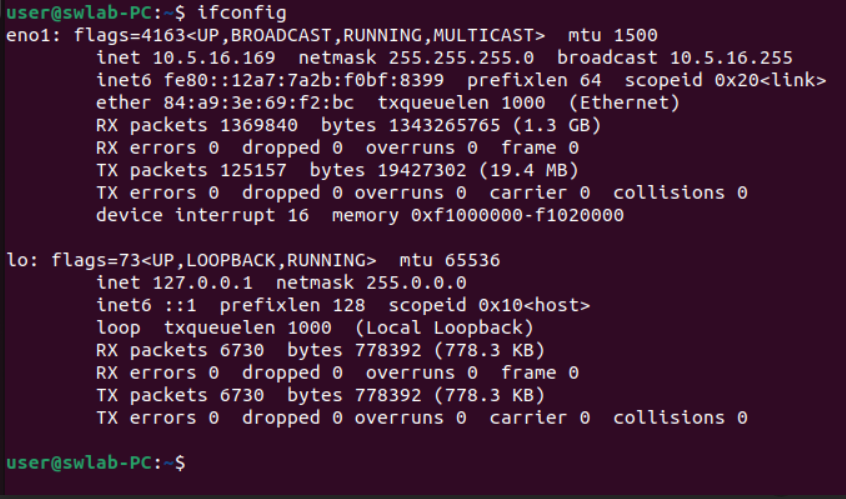 user@swlab-PC:~$ ifconfig
eno1: flags=4163<UP,BROADCAST,RUNNING,MULTICAST>  mtu 1500
        inet 10.5.16.169  netmask 255.255.255.0  broadcast 10.5.16.255
        inet6 fe80::12a7:7a2b:f0bf:8399  prefixlen 64  scopeid 0x20<link>
        ether 84:a9:3e:69:f2:bc  txqueuelen 1000  (Ethernet)
        RX packets 1369840  bytes 1343265765 (1.3 GB)
        RX errors 0  dropped 0  overruns 0  frame 0
        TX packets 125157  bytes 19427302 (19.4 MB)
        TX errors 0  dropped 0 overruns 0  carrier 0  collisions 0
        device interrupt 16  memory 0xf1000000-f1020000
lo: flags=73<UP,LOOPBACK,RUNNING>  mtu 65536
        inet 127.0.0.1  netmask 255.0.0.0
        inet6 ::1  prefixlen 128  scopeid 0x10<host>
        loop  txqueuelen 1000  (Local Loopback)
        RX packets 6730  bytes 778392 (778.3 KB)
        RX errors 0  dropped 0  overruns 0  frame 0
        TX packets 6730  bytes 778392 (778.3 KB)
        TX errors 0  dropped 0 overruns 0  carrier 0  collisions 0
user@swlab-PC:~$